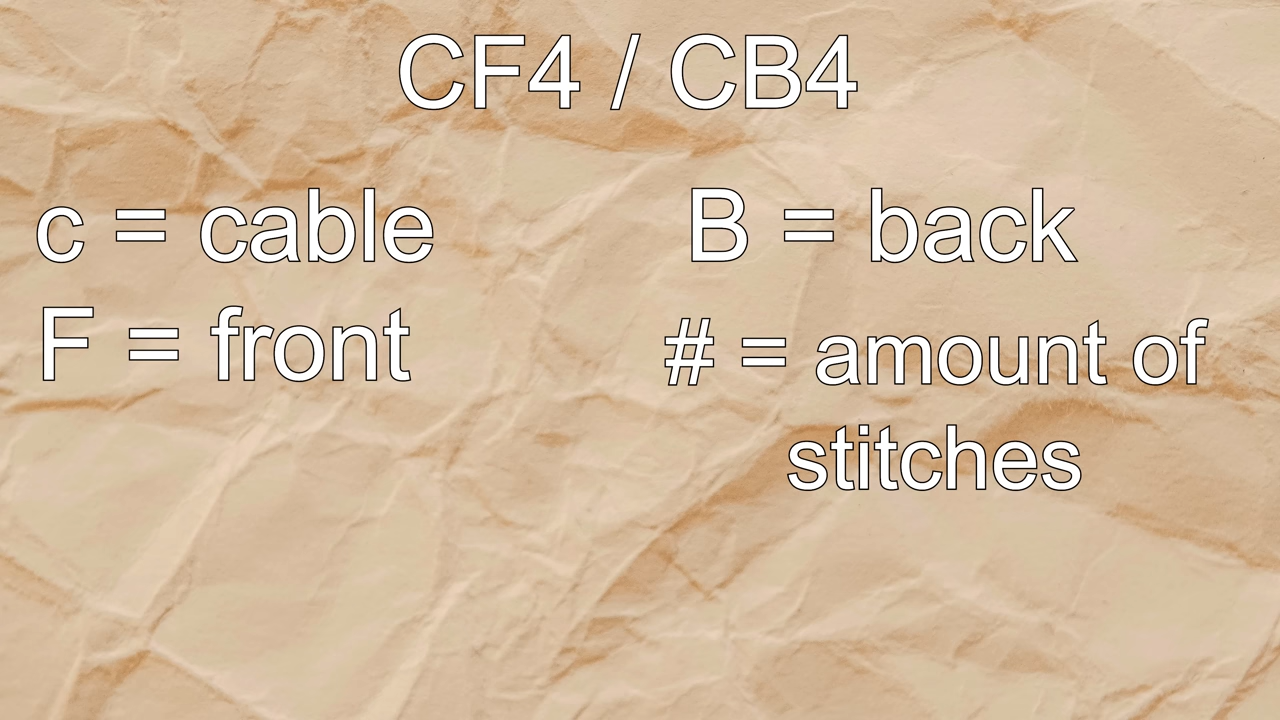 CF4 / CB4
c = cable
F = front
B = back
# = amount of
stitches